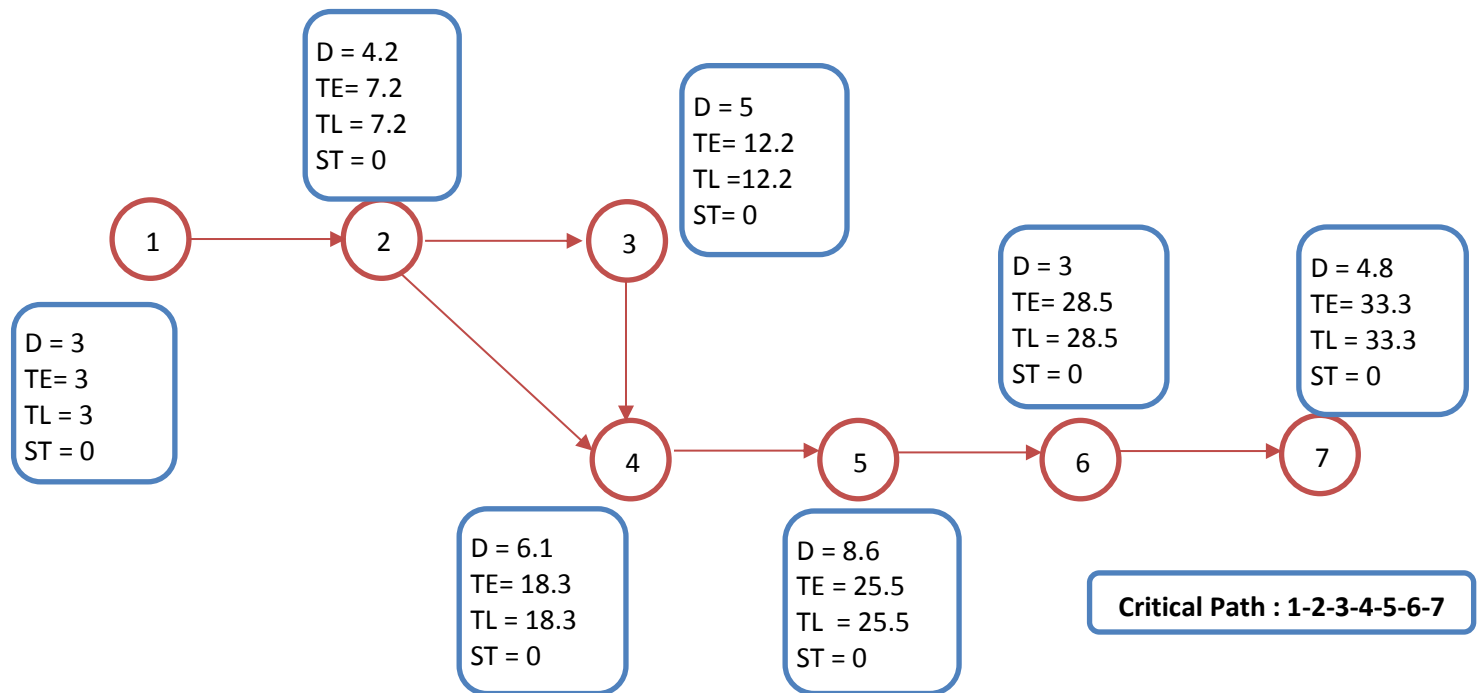 D = 4.2
TE= 7.2
TL = 7.2
ST = 0
D = 5
TE= 12.2
TL =12.2
ST= 0
1
2
3
D = 3
TE= 3
TL = 3
ST = 0
D = 3
TE= 28.5
TL = 28.5
ST = 0
D = 4.8
TE= 33.3
TL = 33.3
ST = 0
4
5
6
7
D = 6.1
TE= 18.3
TL = 18.3
ST = 0
D = 8.6
TE = 25.5
TL  = 25.5
ST = 0
Critical Path : 1-2-3-4-5-6-7